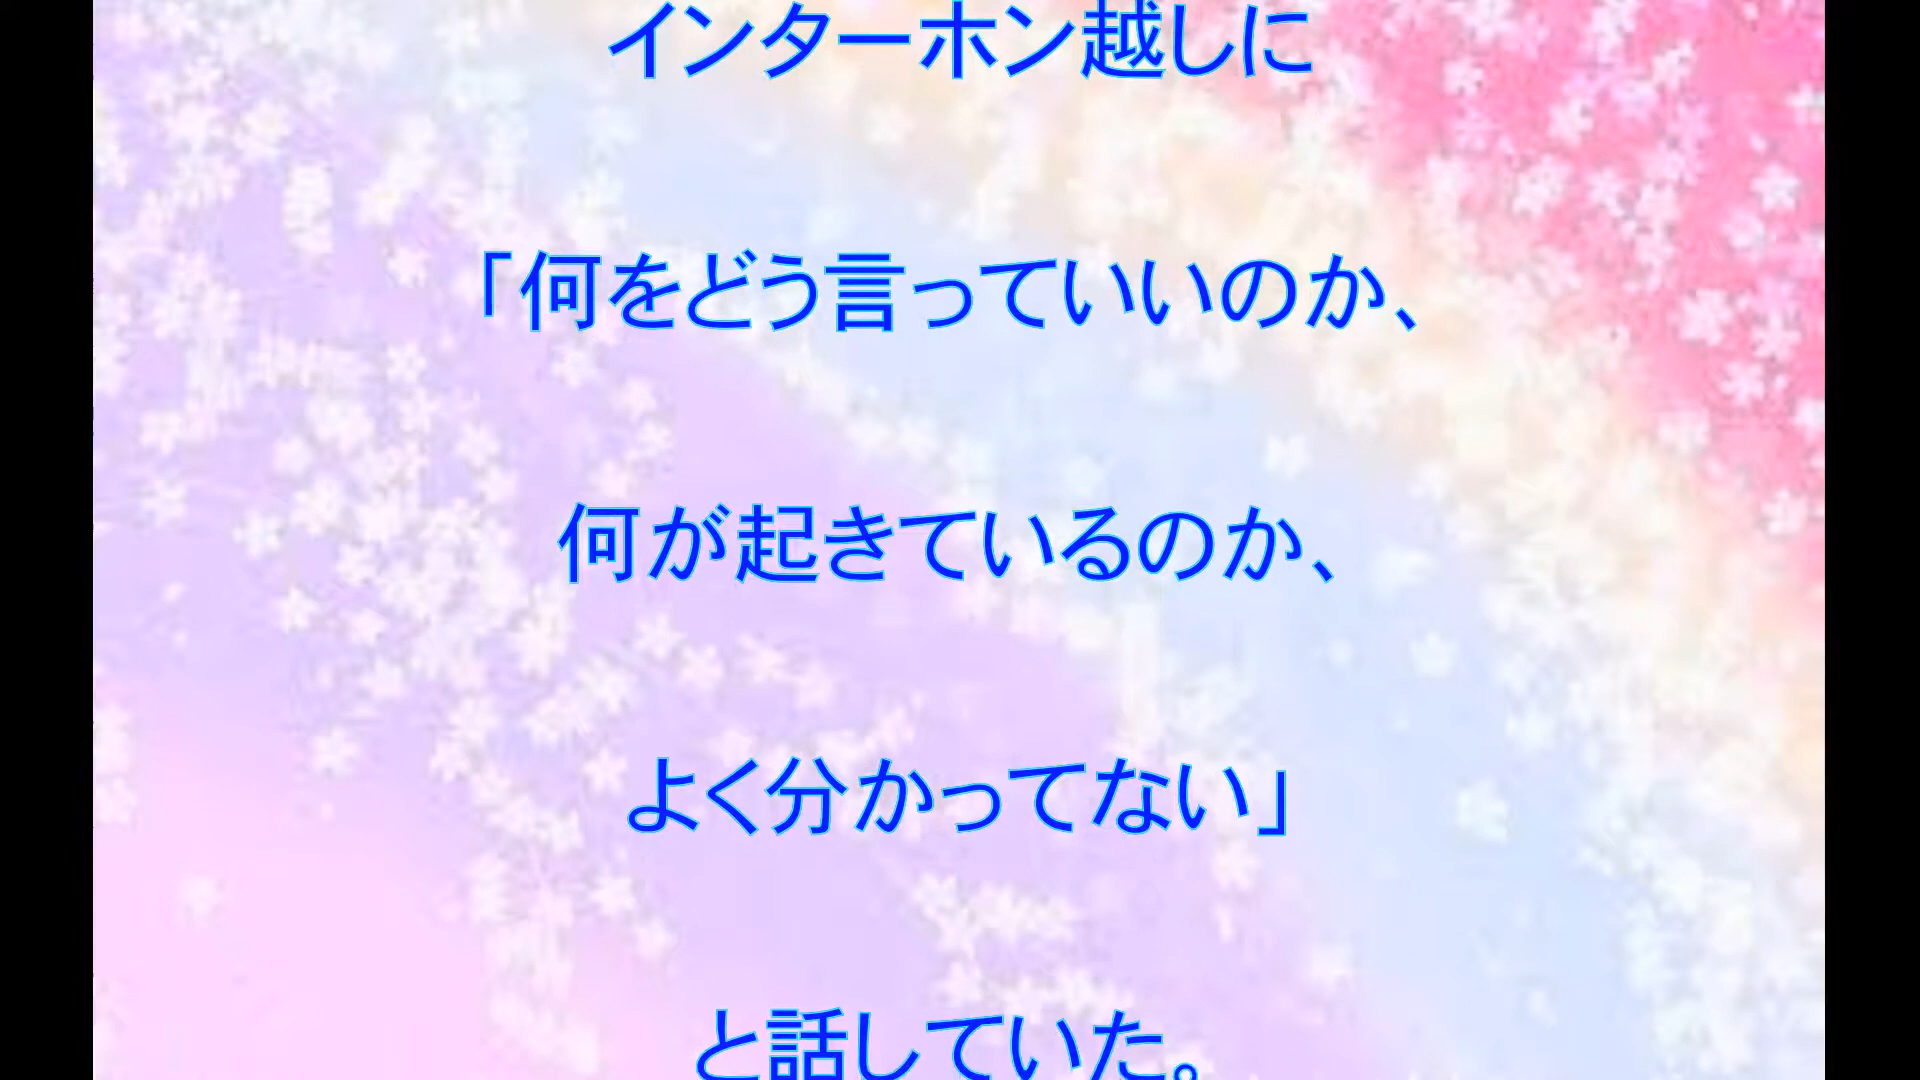 インターホン越しに
「何をどう言っていいのか、
何が起きているのか、
よく分かってない」
と話していた。